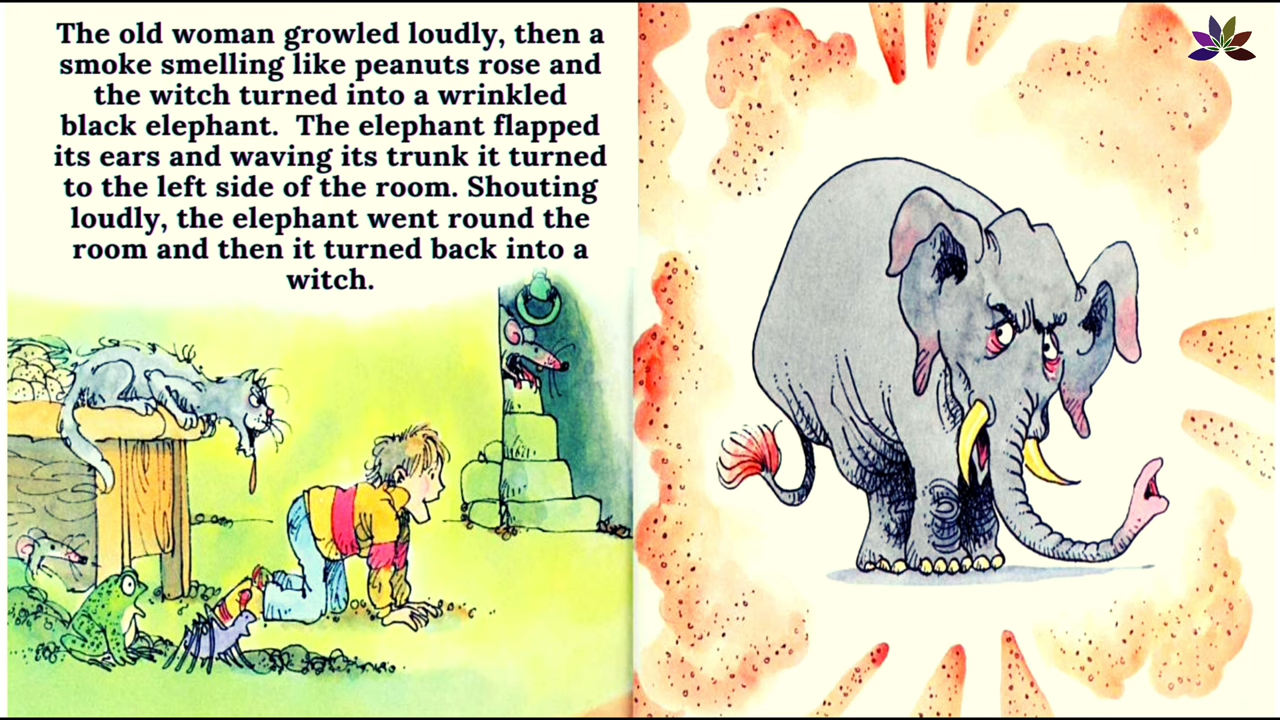 The old woman growled loudly, then a
smoke smelling like peanuts rose and
the witch turned into a wrinkled
black elephant.  The elephant flapped
its ears and waving its trunk it turned
to the left side of the room. Shouting
loudly, the elephant went round the
room and then it turned back into a
witch.